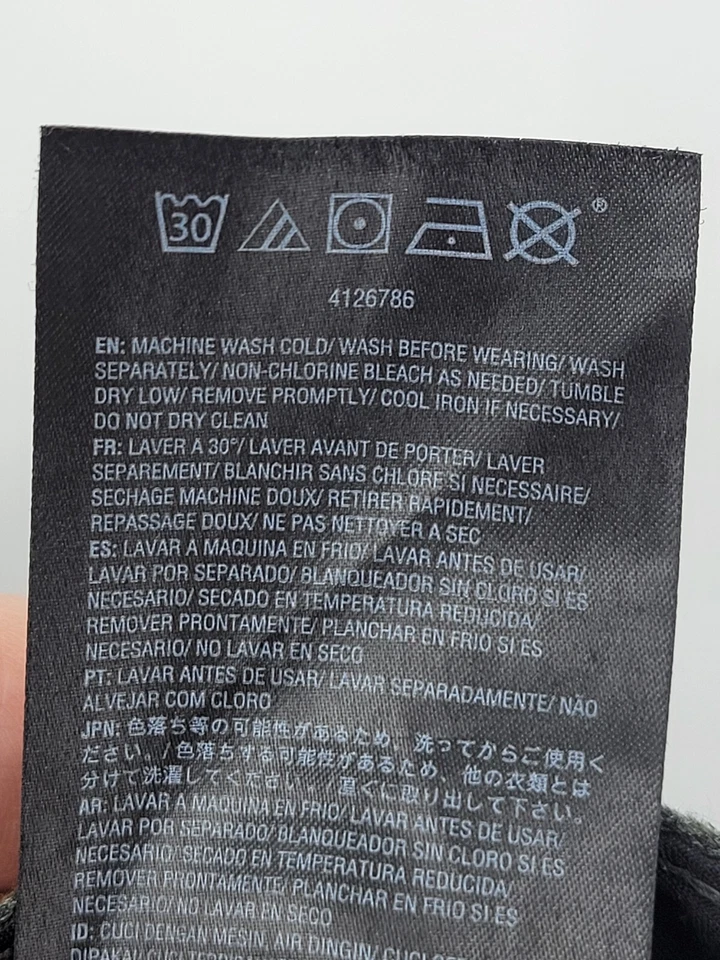 30 ®
4126786
EN: MACHINE WASH COLD/ WASH BEFORE WEARING/ WASH
SEPARATELY/ NON-CHLORINE BLEACH AS NEEDED/ TUMBLE
DRY LOW/ REMOVE PROMPTLY/ COOL IRON IF NECESSARY/
DO NOT DRY CLEAN
FR: LAVER A 30°/ LAVER AVANT DE PORTER/ LAVER
SEPAREMENT/ BLANCHIR SANS CHLORE SI NECESSAIRE/
SECHAGE MACHINE DOUX/ RETIRER RAPIDEMENT/
REPASSAGE DOUX/ NE PAS NETTOYER A SEC
ES: LAVAR A MAQUINA EN FRIO/ LAVAR ANTES DE USAR/
LAVAR POR SEPARADO/ BLANQUEADOR SIN CLORO SI ES
NECESARIO/ SECADO EN TEMPERATURA REDUCIDA/
REMOVER PRONTAMENTE/ PLANCHAR EN FRIO SI ES
NECESARIO/ NO LAVAR EN SECO
PT: LAVAR ANTES DE USAR/ LAVAR SEPARADAMENTE/ NÃO
ALVEJAR COM CLORO
JPN: 色落ち等の可能性があるため、洗ってからご使用く
ださい。/色落ちする可能性があるため、他の衣類とは
分けて洗濯してください。/直ぐに取り出して下さい。
AR: LAVAR A MAQUINA EN FRIO/ LAVAR ANTES DE USAR/
LAVAR POR SEPARADO/ BLANQUEADOR SIN CLORO SI ES
NECESARIO/ SECADO EN TEMPERATURA REDUCIDA/
REMOVER PRONTAMENTE/ PLANCHAR EN FRIO SI ES
NECESARIO/ NO LAVAR EN SECO
ID: CUCI DENGAN MESIN, AIR DINGIN/
DIPAKAI/